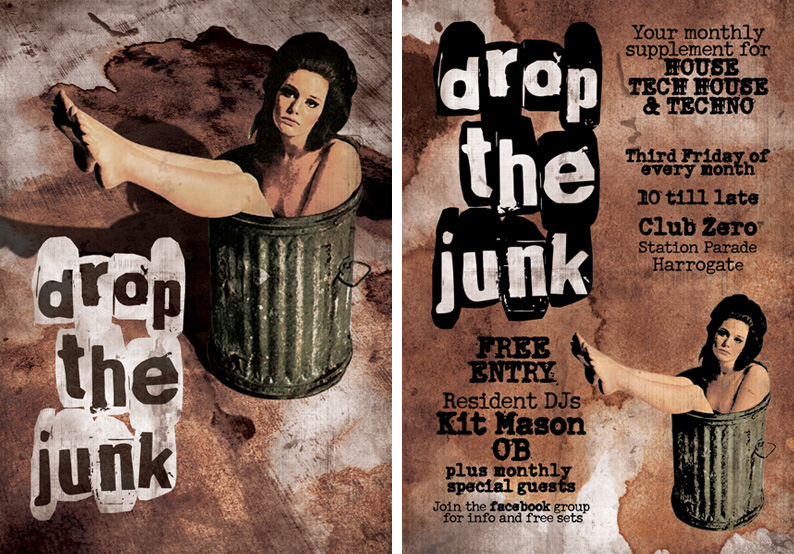 drop
the
junk
drop
the
junk
Your monthly
supplement for
HOUSE
TECH HOUSE
& TECHNO
Third Friday of
every month
10 till late
Club Zero
Station Parade
Harrogate
FREE
ENTRY
Resident DJs
Kit Mason
OB
plus monthly
special guests
Join the facebook group
for info and free sets